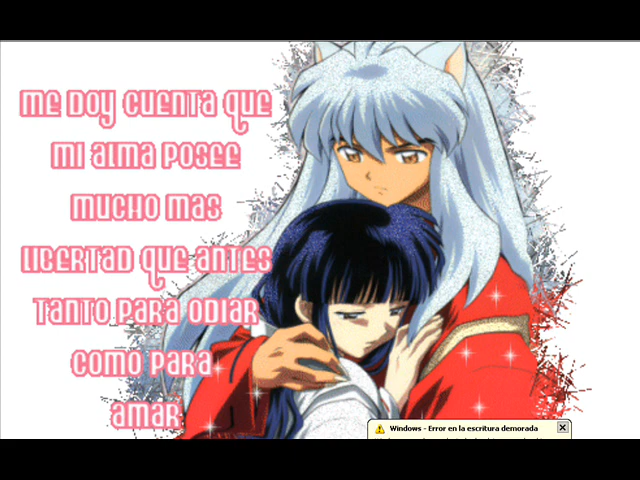 ME DOY CUENTA QUE
MI ALMA POSEE
MUCHO MAS
LICERTAD QUE ANTES
TANTO PARA ODIAR
COMO PARA
AMAR
Windows - Error en la escritura demorada